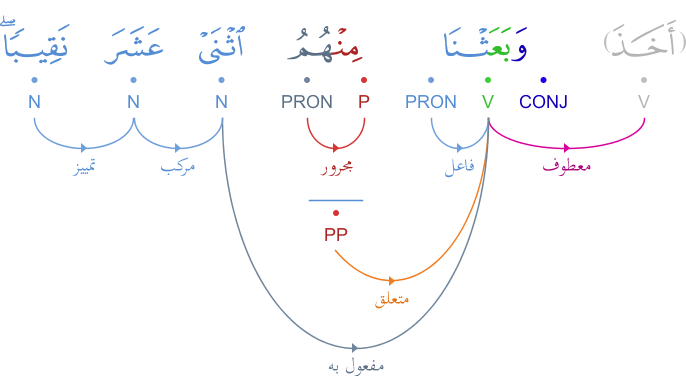 (أَخَذَ) وَبَعَثْنَا مِنْهُمُ ٱثْنَىْ عَشَرَ نَقِيبًا ۖ
V CONJ V PRON P PRON N N N
معطوف فاعل مجرور مركب تمييز
PP
متعلق
مفعول به